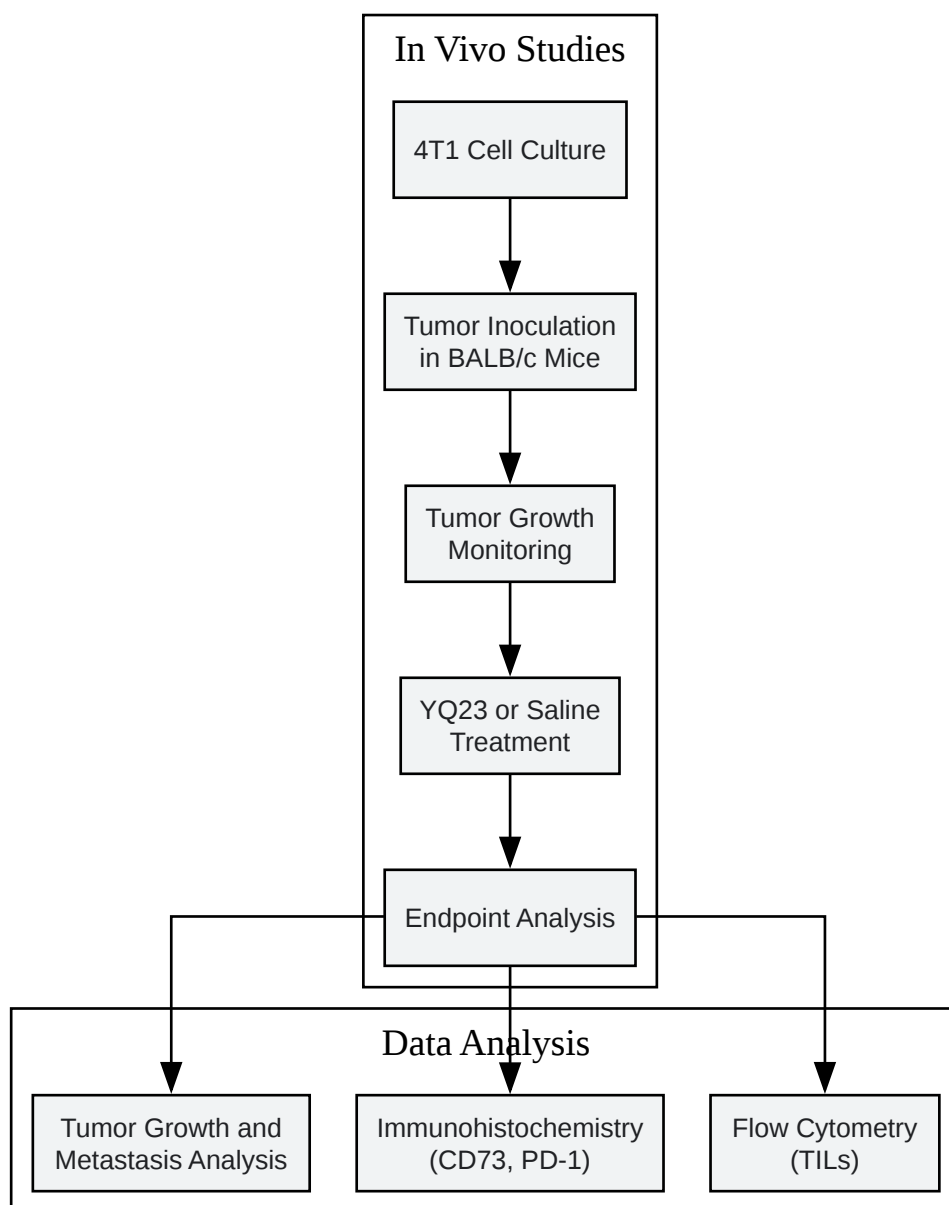 In Vivo Studies
4T1 Cell Culture
Tumor Inoculation
in BALB/c Mice
Tumor Growth
Monitoring
YQ23 or Saline
Treatment
Endpoint Analysis
Data Analysis
Tumor Growth and
Metastasis Analysis
Immunohistochemistry
(CD73, PD-1)
Flow Cytometry
(TILs)